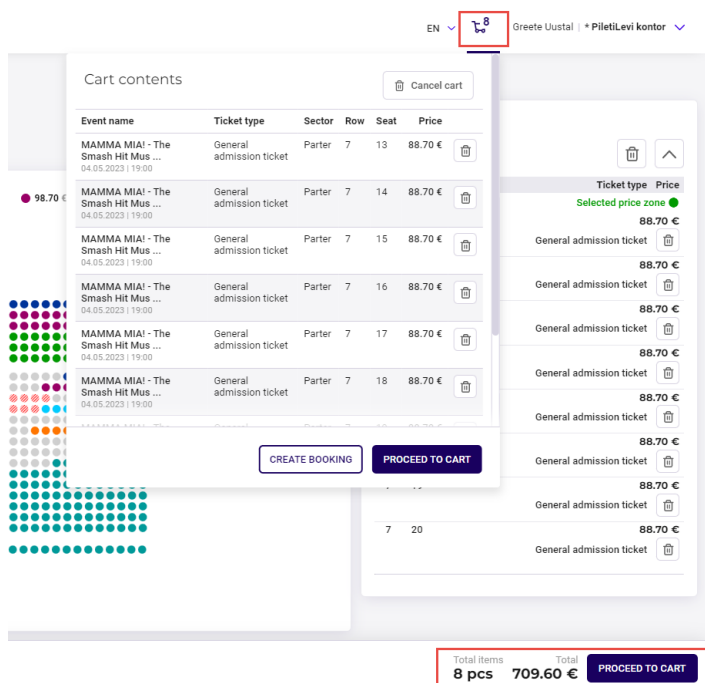 EN
8
Greete Uustal | * PiletiLevi kontor
Cart contents
Cancel cart
Event name Ticket type Sector Row Seat Price
MAMMA MIA! - The General Parter 7 13 88.70 €
Smash Hit Mus ... admission ticket
04.05.2023 | 19:00
MAMMA MIA! - The General Parter 7 14 88.70 €
Smash Hit Mus ... admission ticket
04.05.2023 | 19:00
MAMMA MIA! - The General Parter 7 15 88.70 €
Smash Hit Mus ... admission ticket
04.05.2023 | 19:00
MAMMA MIA! - The General Parter 7 16 88.70 €
Smash Hit Mus ... admission ticket
04.05.2023 | 19:00
MAMMA MIA! - The General Parter 7 17 88.70 €
Smash Hit Mus ... admission ticket
04.05.2023 | 19:00
MAMMA MIA! - The General Parter 7 18 88.70 €
Smash Hit Mus ... admission ticket
04.05.2023 | 19:00
CREATE BOOKING
PROCEED TO CART
98.70 €
Ticket type Price
Selected price zone
88.70 €
General admission ticket
88.70 €
General admission ticket
88.70 €
General admission ticket
88.70 €
General admission ticket
88.70 €
General admission ticket
88.70 €
General admission ticket
88.70 €
General admission ticket
7 20 88.70 €
General admission ticket
Total items Total
8 pcs 709.60 €
PROCEED TO CART